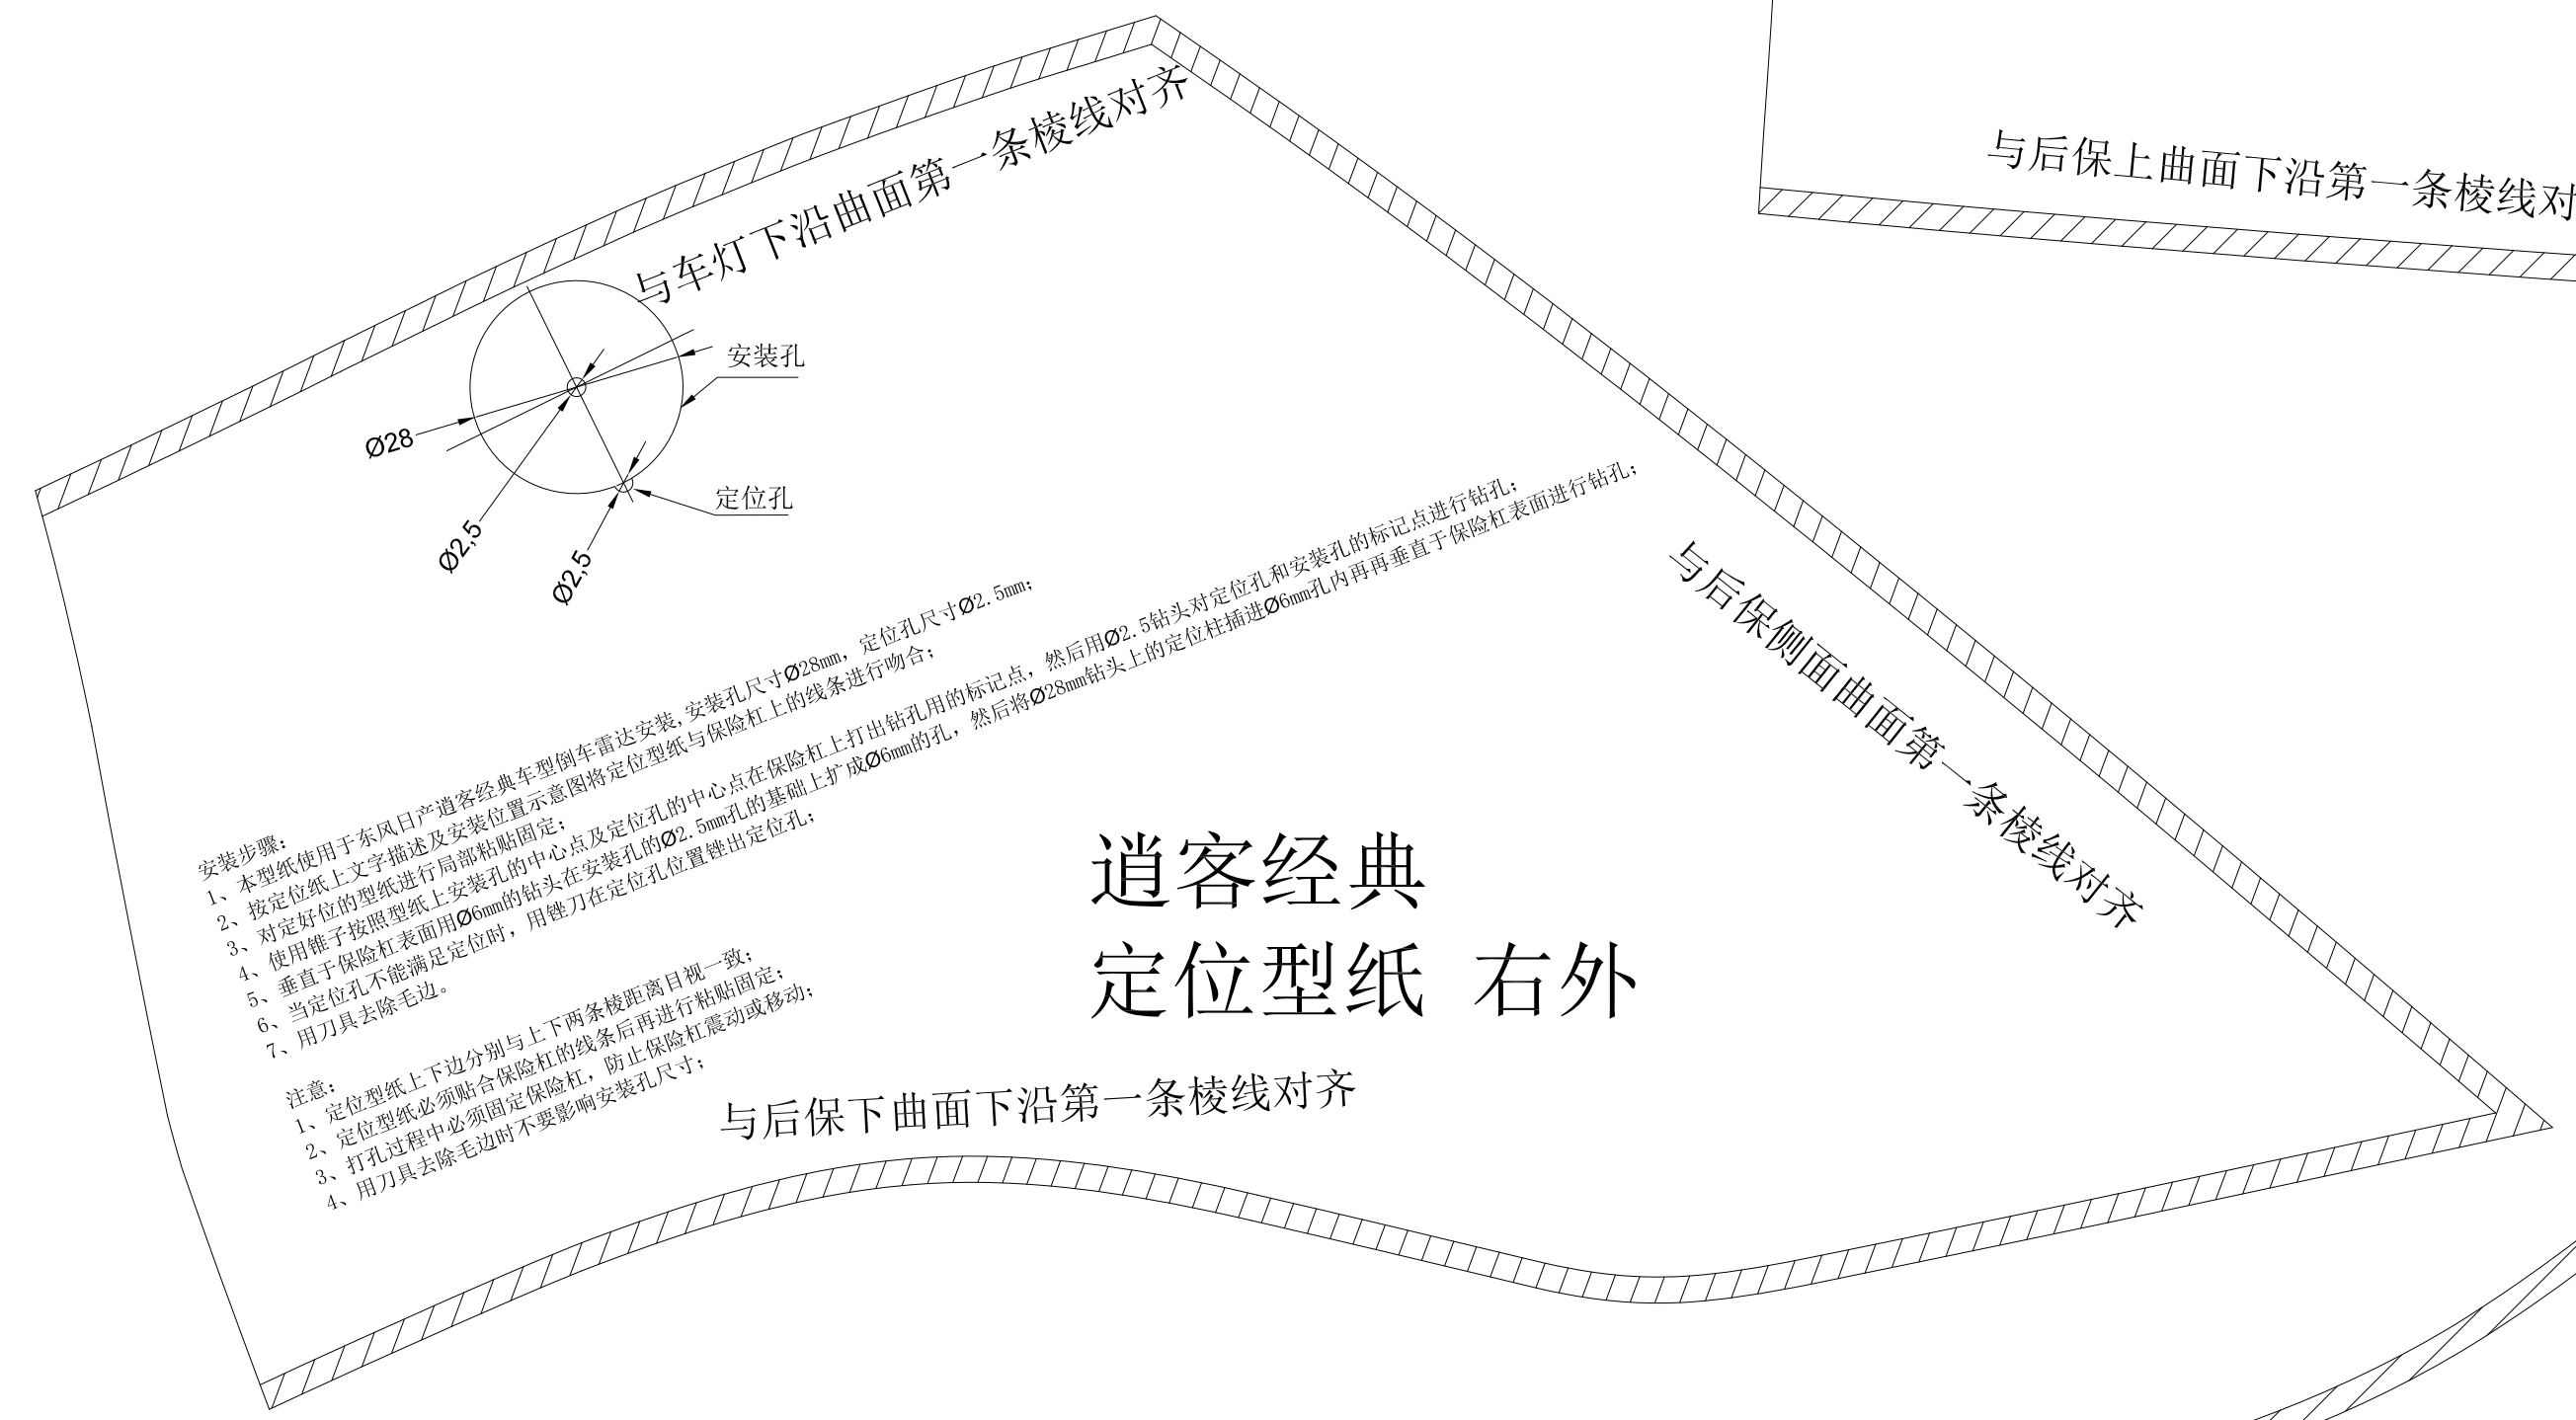 与车灯下沿曲面第一条棱线对齐
与后保上曲面下沿第一条棱线对
安装孔
Ø28
定位孔
Ø2,5
Ø2,5
与后保侧面曲面第一条棱线对齐
安装步骤：
1、本型纸使用于东风日产逍客经典车型倒车雷达安装,安装孔尺寸Ø28mm，定位孔尺寸Ø2.5mm；
2、按定位纸上文字描述及安装位置示意图将定位型纸与保险杠上的线条进行吻合；
3、对定好位的型纸进行局部粘贴固定；
4、使用锥子按照型纸上安装孔的中心点及定位孔的中心点在保险杠上打出钻孔用的标记点，然后用Ø2.5钻头对定位孔和安装孔的标记点进行钻孔；
5、垂直于保险杠表面用Ø6mm的钻头在安装孔的Ø2.5mm孔的基础上扩成Ø6mm的孔，然后将Ø28mm钻头上的定位柱插进Ø6mm孔内再再垂直于保险杠表面进行钻孔；
6、当定位孔不能满足定位时，用锉刀在定位孔位置锉出定位孔；
7、用刀具去除毛边。
注意：
1、定位型纸上下边分别与上下两条棱距离目视一致；
2、定位型纸必须贴合保险杠的线条后再进行粘贴固定；
3、打孔过程中必须固定保险杠，防止保险杠震动或移动；
4、用刀具去除毛边时不要影响安装孔尺寸；
逍客经典
定位型纸 右外
与后保下曲面下沿第一条棱线对齐